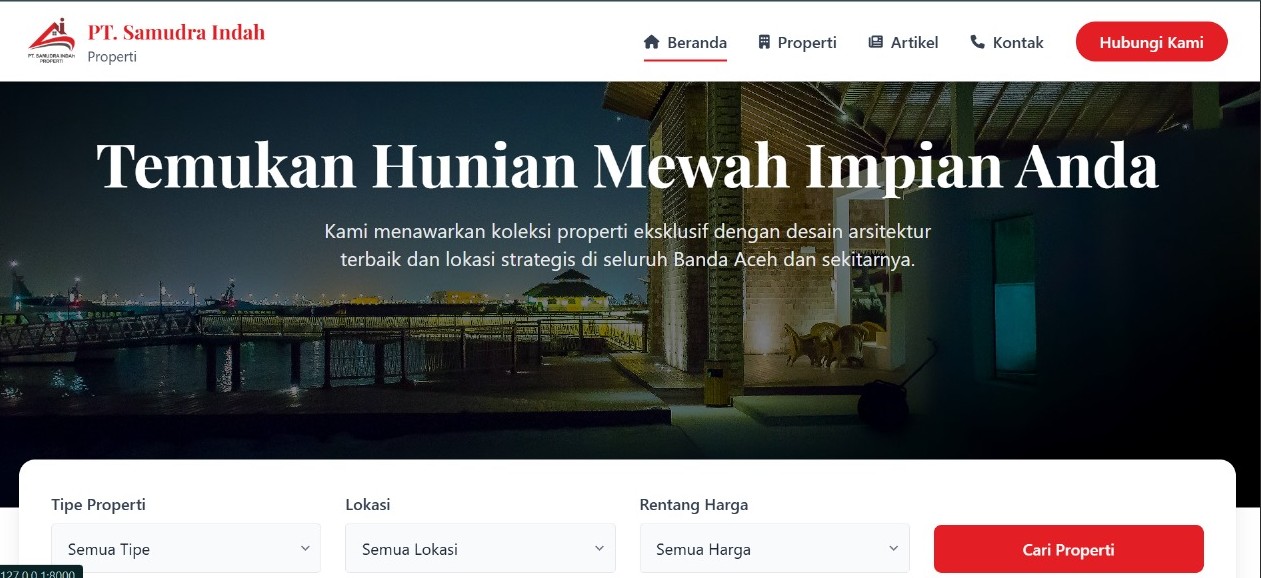 PT. Samudra Indah
Properti
PT. SAMUDRA INDAH
PROPERTI
Beranda
Properti
Artikel
Kontak
Hubungi Kami
Temukan Hunian Mewah Impian Anda
Kami menawarkan koleksi properti eksklusif dengan desain arsitektur
terbaik dan lokasi strategis di seluruh Banda Aceh dan sekitarnya.
Tipe Properti
Lokasi
Rentang Harga
Semua Tipe
Semua Lokasi
Semua Harga
Cari Properti
127.0.0.1:8000